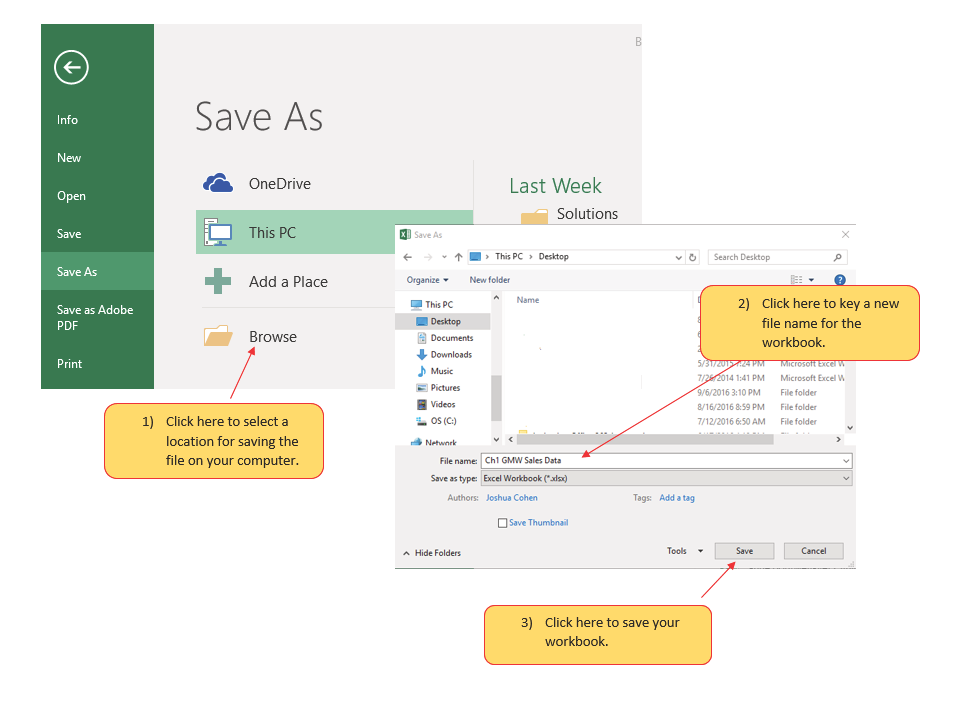 B
Info
New
Open
Save
Save As
Save as Adobe
PDF
Print
Save As
OneDrive
This PC
Add a Place
Browse
Last Week
Solutions
Save As
This PC › Desktop
Search Desktop
Organize
New folder
This PC
Desktop
Documents
Downloads
Music
Pictures
Videos
OS (C:)
Network
Name
5/31/2015 1:24 PM Microsoft Excel W
7/26/2014 1:41 PM Microsoft Excel W
9/6/2016 3:10 PM File folder
8/16/2016 8:59 PM File folder
7/12/2016 6:50 AM File folder
File name: Ch1 GMW Sales Data
Save as type: Excel Workbook (*.xlsx)
Authors: Joshua Cohen Tags: Add a tag
Save Thumbnail
Hide Folders
Tools Save Cancel
1) Click here to select a
location for saving the
file on your computer.
2) Click here to key a new
file name for the
workbook.
3) Click here to save your
workbook.